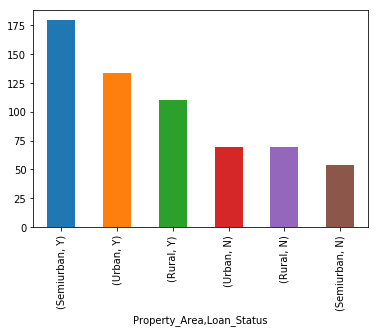 175
150
125
100
75
50
25
0
(Semiurban, Y)
(Urban, Y)
(Rural, Y)
(Urban, N)
(Rural, N)
(Semiurban, N)
Property_Area,Loan_Status